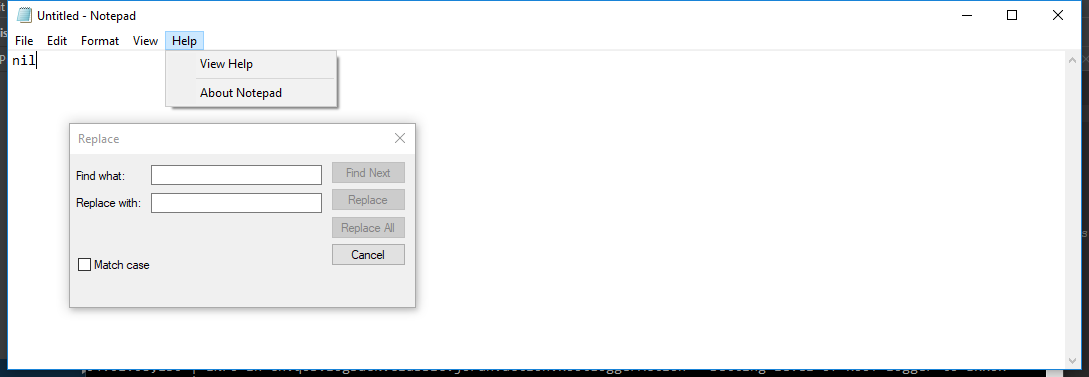 Untitled - Notepad
File Edit Format View Help
nil
View Help
About Notepad
Replace
Find what:
Find Next
Replace with:
Replace
Replace All
Cancel
Match case